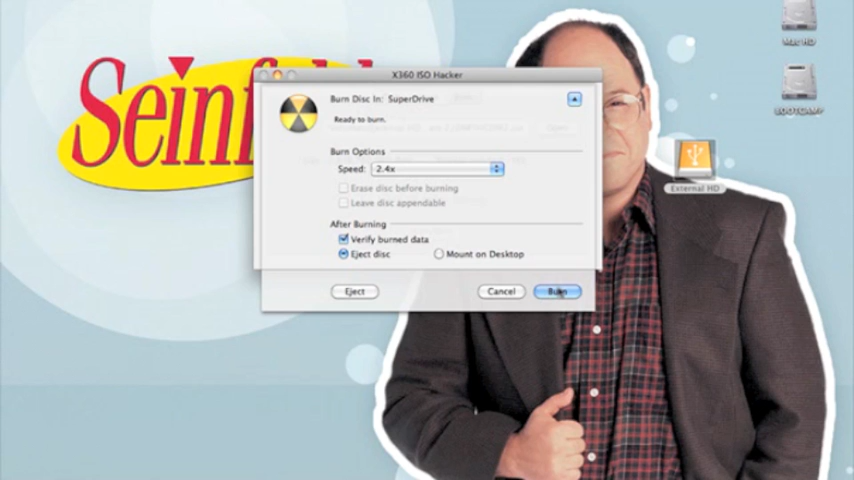 Seinfeld
X360 ISO Hacker
Mac HD
BOOTCAMP
External HD
Burn Disc In: SuperDrive
Ready to burn.
Burn Options
Speed: 2.4x
Erase disc before burning
Leave disc appendable
After Burning
Verify burned data
Eject disc
Mount on Desktop
Eject
Cancel
Burn